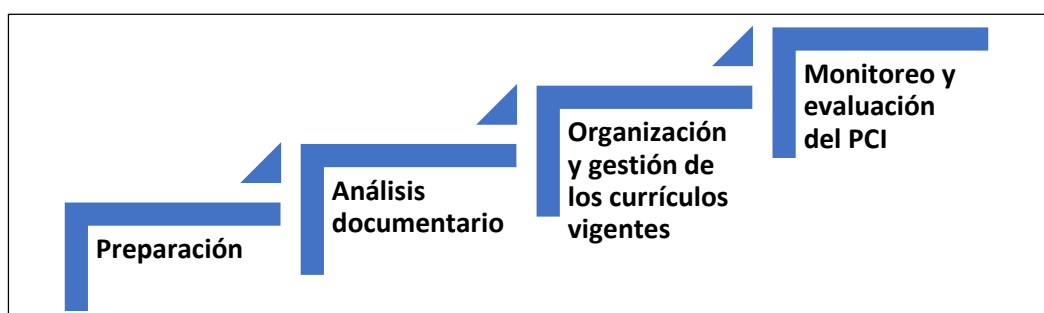 Preparación
Análisis
documentario
Organización
y gestión de
los currículos
vigentes
Monitoreo y
evaluación
del PCI